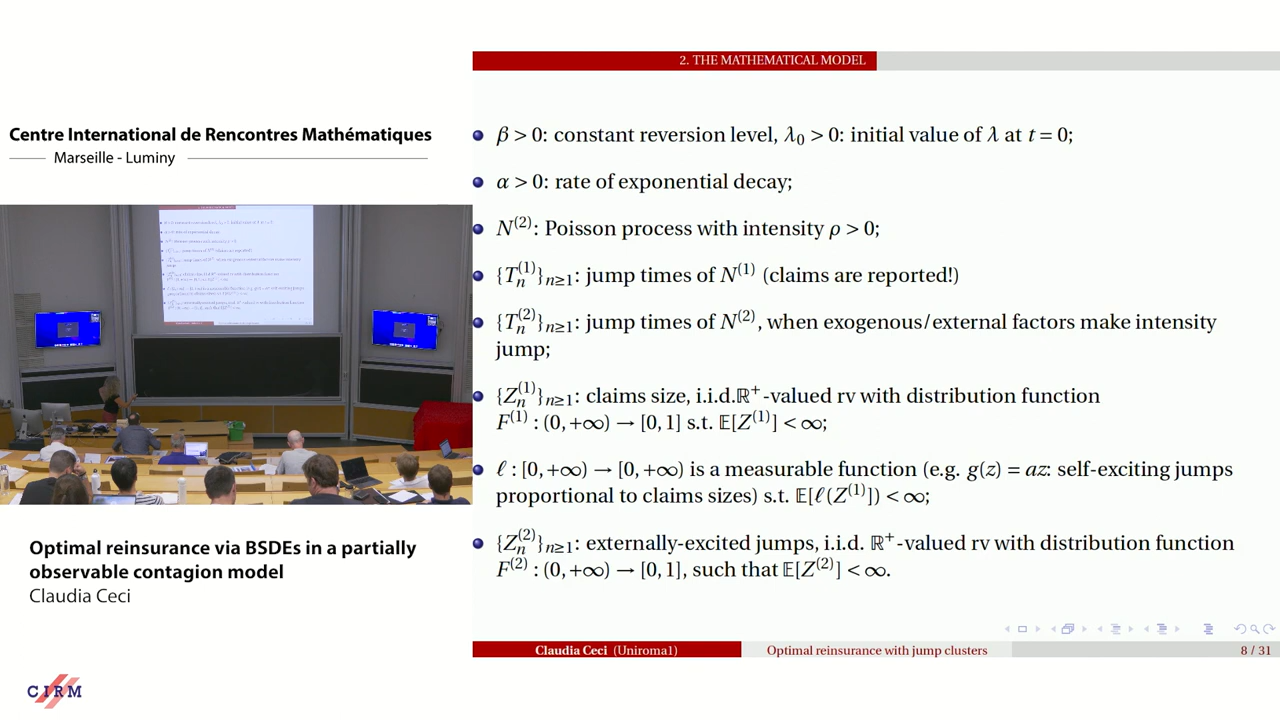 2. THE MATHEMATICAL MODEL
Centre International de Rencontres Mathématiques
Marseille - Luminy
β > 0: constant reversion level, λ₀ > 0: initial value of λ at t = 0;
α > 0: rate of exponential decay;
N⁽²⁾: Poisson process with intensity ρ > 0;
{Tₙ⁽¹⁾}ₙ≥₁: jump times of N⁽¹⁾ (claims are reported!)
{Tₙ⁽²⁾}ₙ≥₁: jump times of N⁽²⁾, when exogenous/external factors make intensity
jump;
{Zₙ⁽¹⁾}ₙ≥₁: claims size, i.i.d.ℝ⁺-valued rv with distribution function
F⁽¹⁾ : (0,+∞) → [0,1] s.t. 𝔼[Z⁽¹⁾] < ∞;
ℓ : [0,+∞) → [0,+∞) is a measurable function (e.g. g(z) = az: self-exciting jumps
proportional to claims sizes) s.t. 𝔼[ℓ(Z⁽¹⁾]) < ∞;
{Zₙ⁽²⁾}ₙ≥₁: externally-excited jumps, i.i.d. ℝ⁺-valued rv with distribution function
F⁽²⁾ : (0,+∞) → [0,1], such that 𝔼[Z⁽²⁾] < ∞.
Optimal reinsurance via BSDEs in a partially
observable contagion model
Claudia Ceci
Claudia Ceci (Uniroma1)
Optimal reinsurance with jump clusters
8 / 31
CIRM